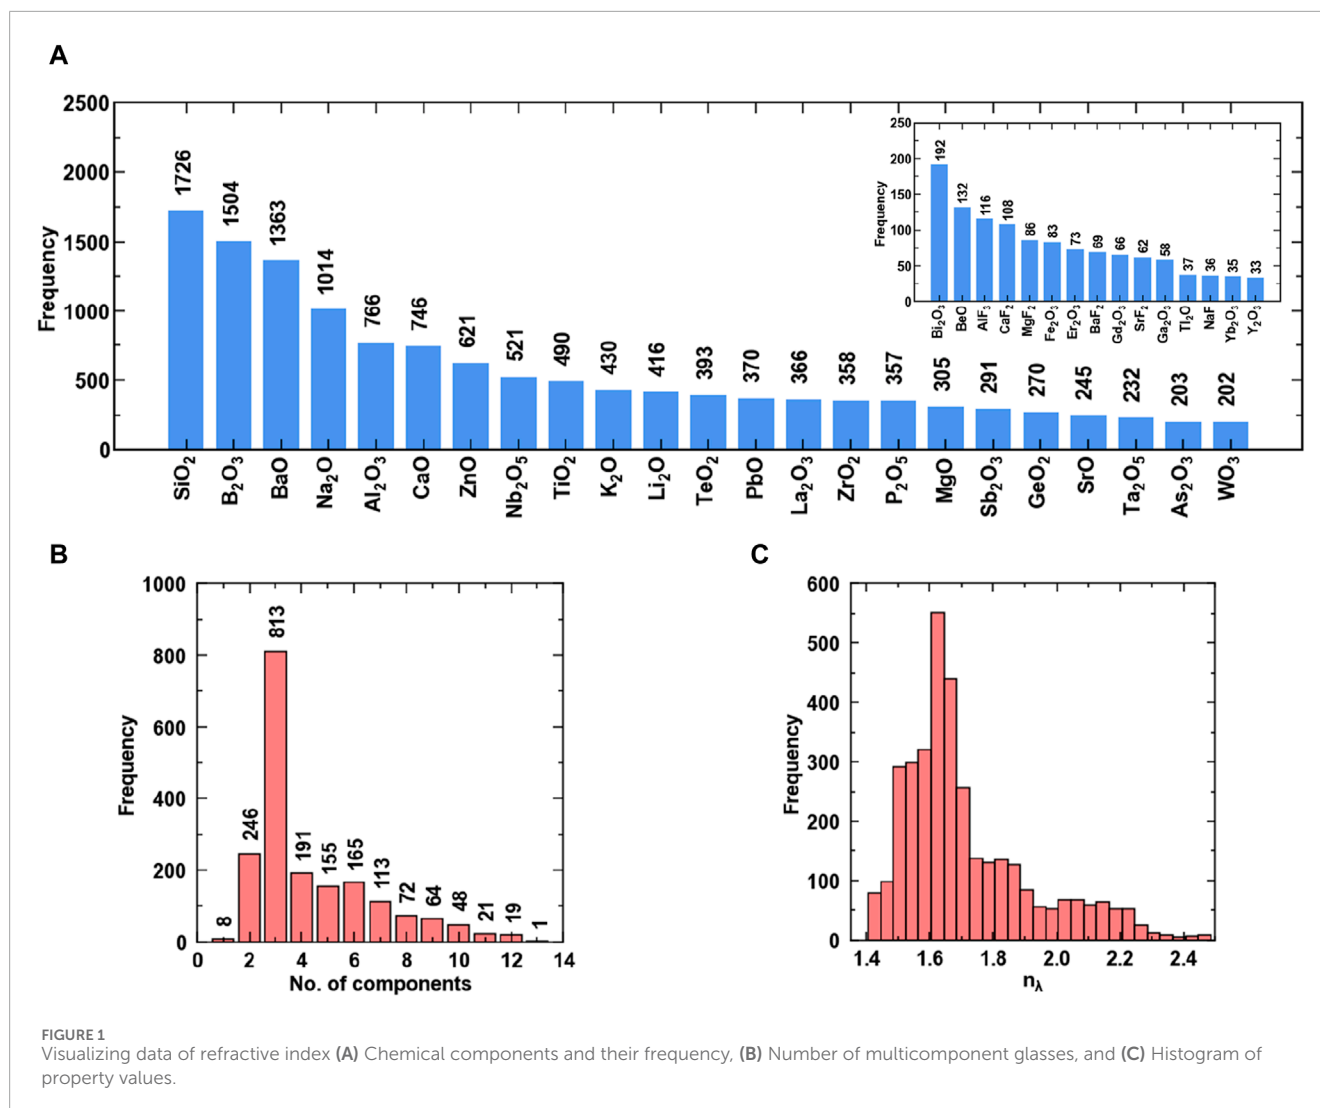 A
2500
2000
1500
1000
500
0
Frequency
1726
1504
1363
1014
766
746
621
521
490
430
416
393
370
366
358
357
305
291
270
245
232
203
202
SiO₂
B₂O₃
BaO
Na₂O
Al₂O₃
CaO
ZnO
Nb₂O₅
TiO₂
K₂O
Li₂O
TeO₂
PbO
La₂O₃
ZrO₂
P₂O₅
MgO
Sb₂O₃
GeO₂
SrO
Ta₂O₅
As₂O₃
WO₃
250
200
150
100
50
0
Frequency
192
132
116
108
86
83
73
69
66
62
58
37
36
35
33
Bi₂O₃
BeO
AlF₃
CaF₂
MgF₂
Fe₂O₃
Er₂O₃
BaF₂
Gd₂O₃
SrF₂
Ga₂O₃
Tl₂O
NaF
Yb₂O₃
Y₂O₃
B
1000
800
600
400
200
0
Frequency
8
246
813
191
155
165
113
72
64
48
21
19
1
0 2 4 6 8 10 12 14
No. of components
C
600
500
400
300
200
100
0
Frequency
1.4 1.6 1.8 2.0 2.2 2.4
nλ
FIGURE 1
Visualizing data of refractive index (A) Chemical components and their frequency, (B) Number of multicomponent glasses, and (C) Histogram of
property values.